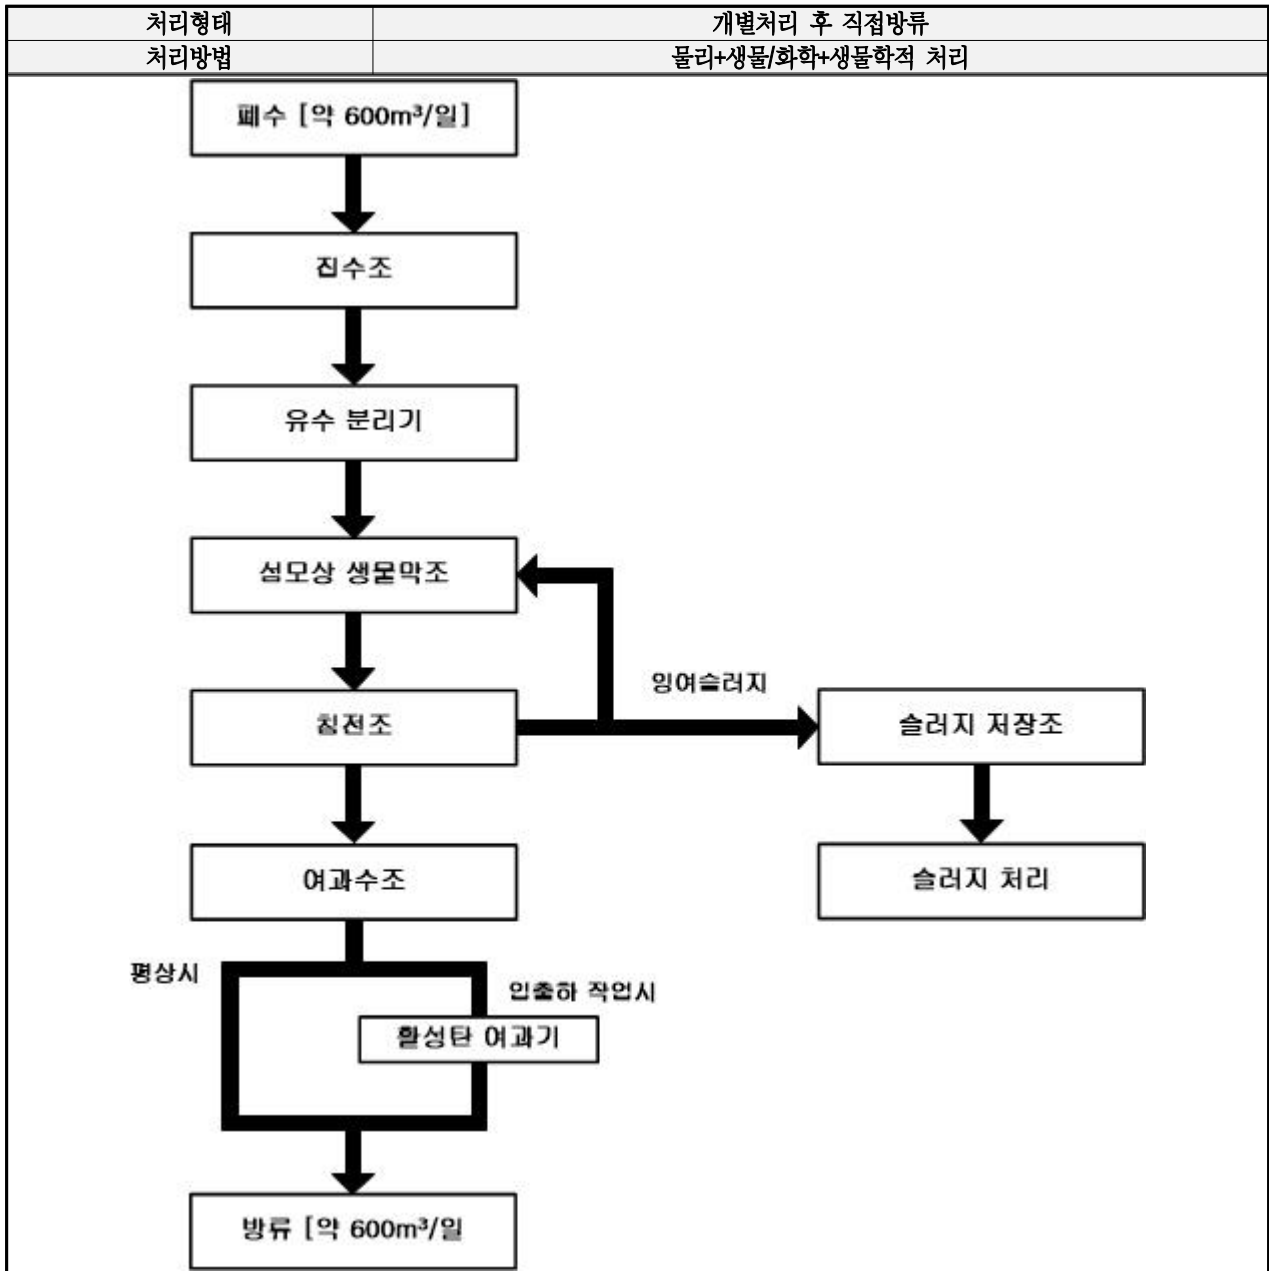 처리형태 개별처리 후 직접방류
처리방법 물리+생물/화학+생물학적 처리
폐수 [약 600m³/일]
집수조
유수 분리기
섬모상 생물막조
잉여슬러지
침전조 슬러지 저장조
여과수조 슬러지 처리
평상시
입출하 작업시
활성탄 여과기
방류 [약 600m³/일